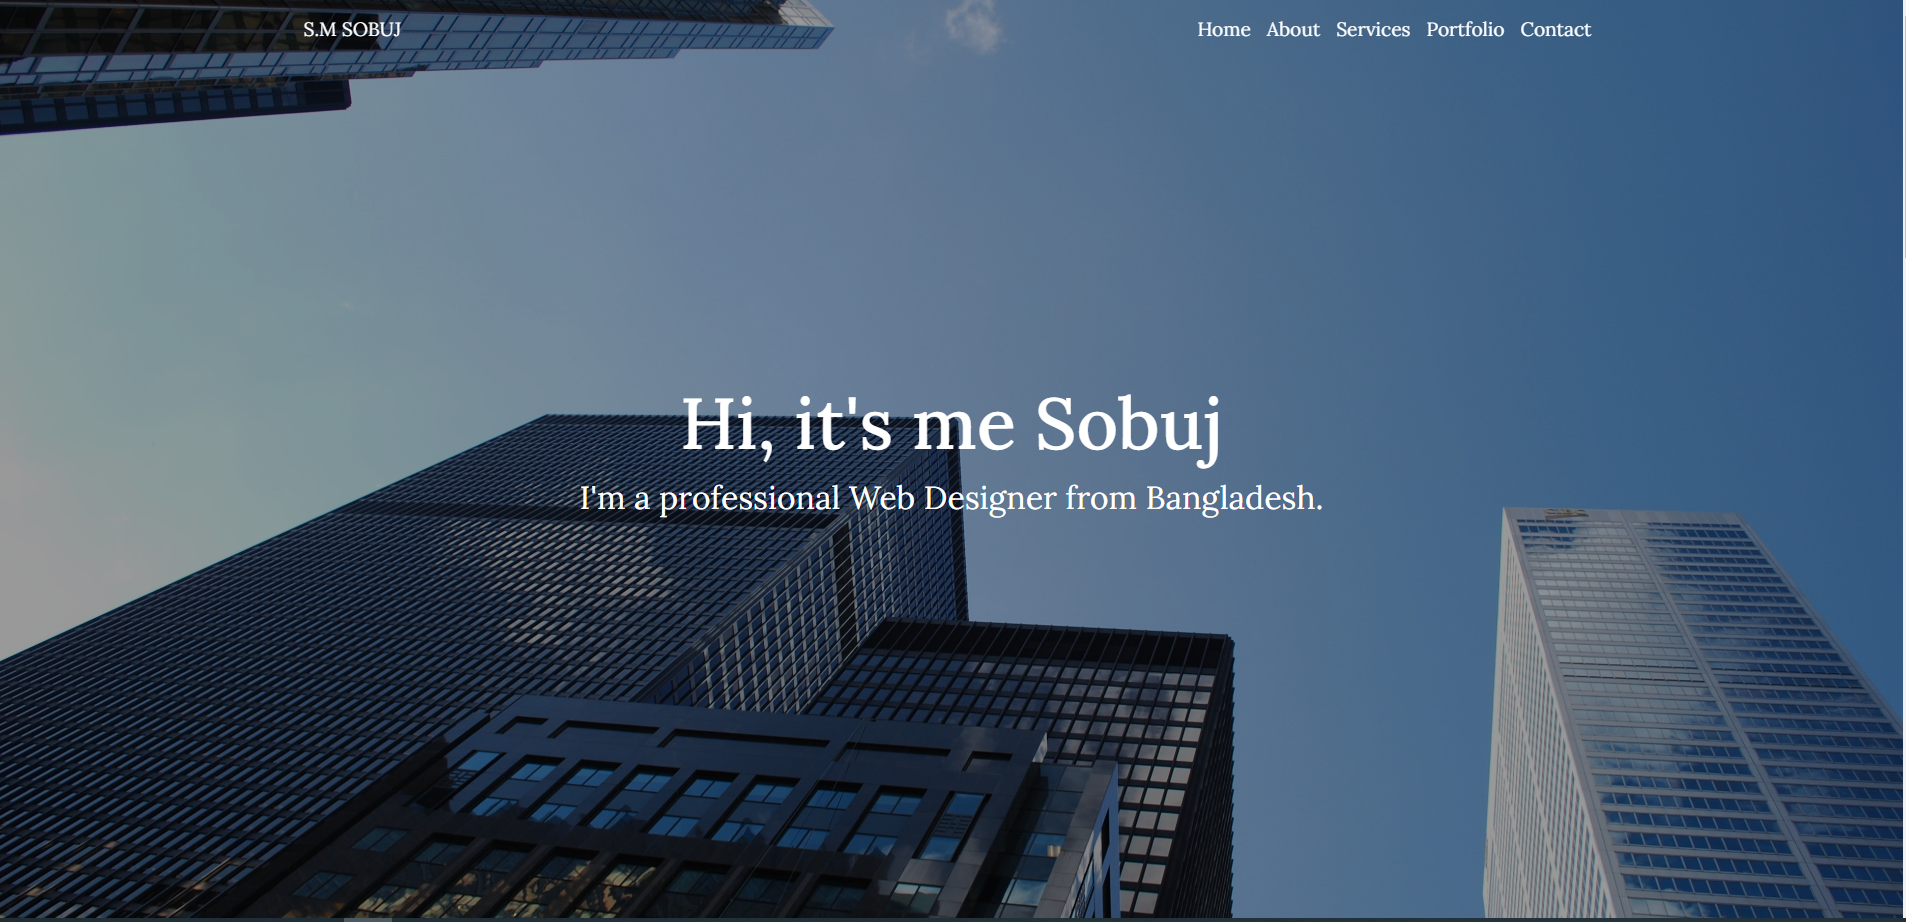 S.M SOBUJ
Home About Services Portfolio Contact
Hi, it's me Sobuj
I'm a professional Web Designer from Bangladesh.